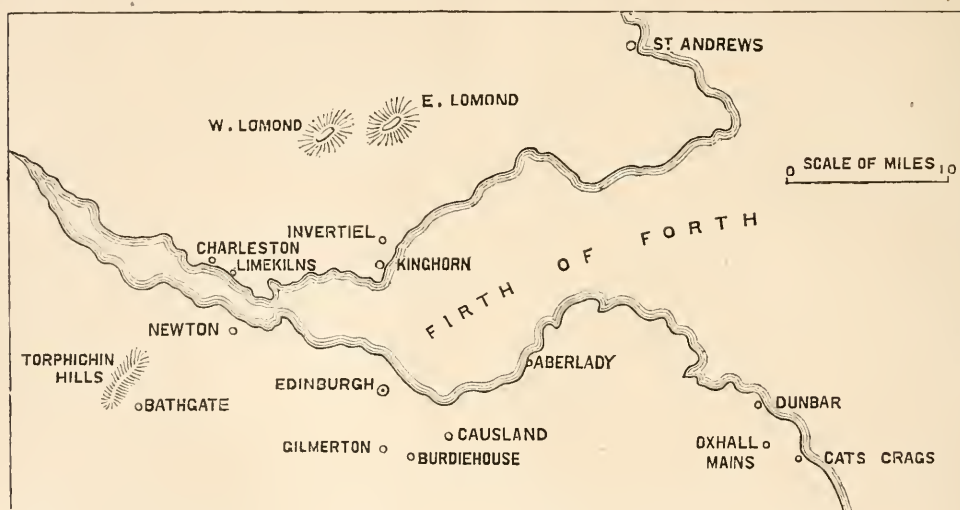 ST. ANDREWS
E. LOMOND
W. LOMOND
0 SCALE OF MILES 10
INVERTIEL
CHARLESTON
LIMEKILNS
KINGHORN
FIRTH OF FORTH
NEWTON
TORPHICHIN
HILLS
BATHGATE
EDINBURGH
ABERLADY
DUNBAR
GILMERTON
CAUSLAND
BURDIEHOUSE
OXHALL
MAINS
CATS CRAGS